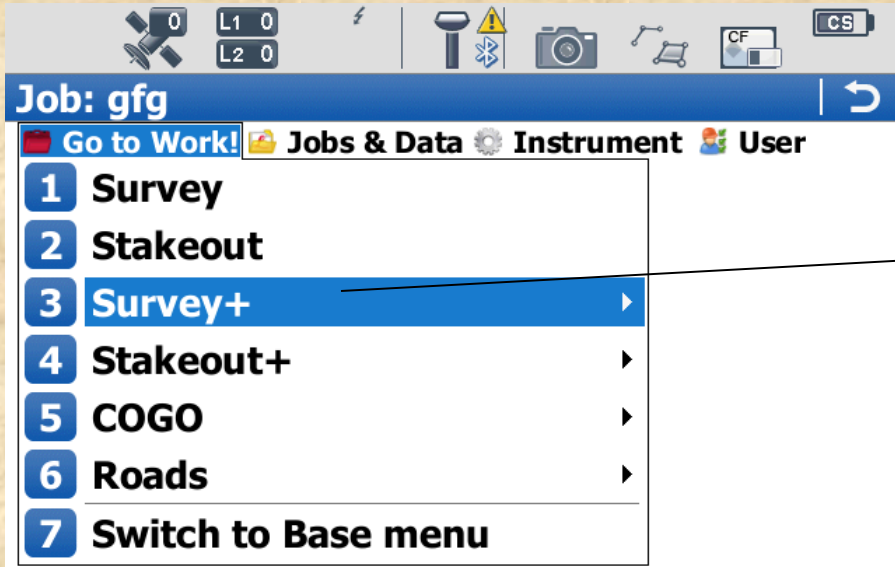 0 L1 0 CS
L2 0 CF
Job: gfg
Go to Work! Jobs & Data Instrument User
1 Survey
2 Stakeout
3 Survey+
4 Stakeout+
5 COGO
6 Roads
7 Switch to Base menu